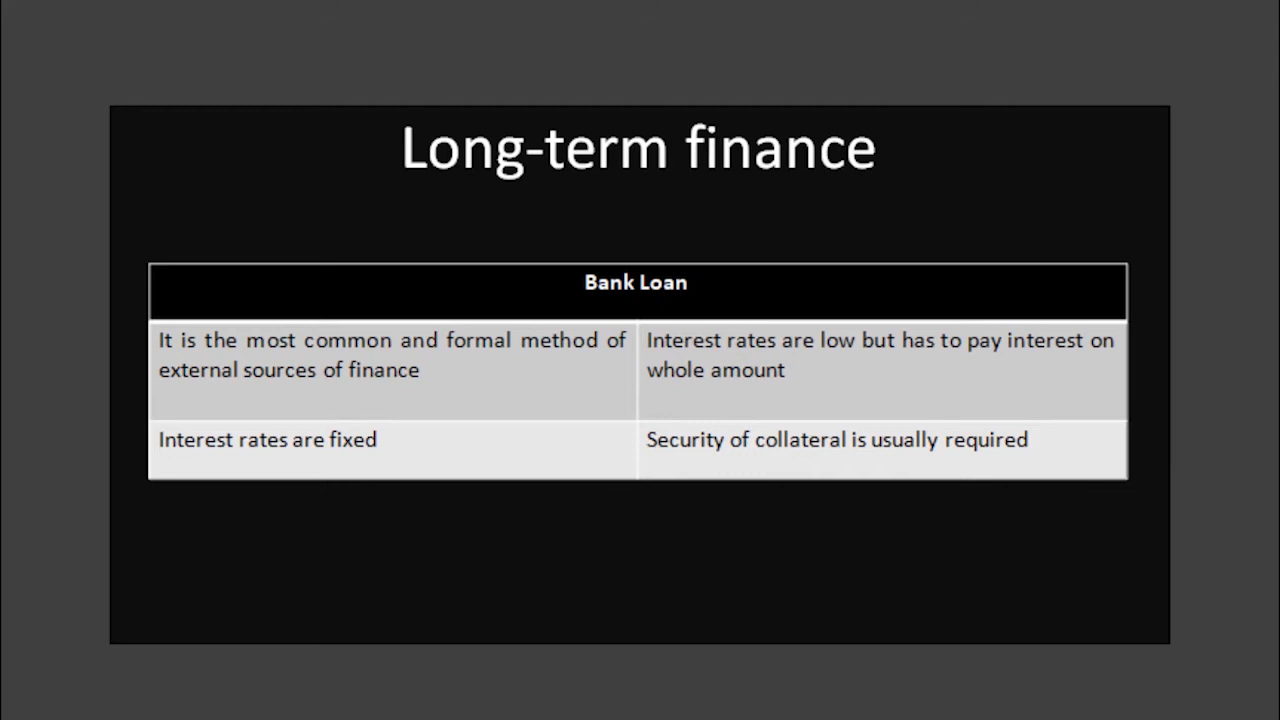 Long-term finance
Bank Loan
It is the most common and formal method of
external sources of finance
Interest rates are low but has to pay interest on
whole amount
Interest rates are fixed
Security of collateral is usually required